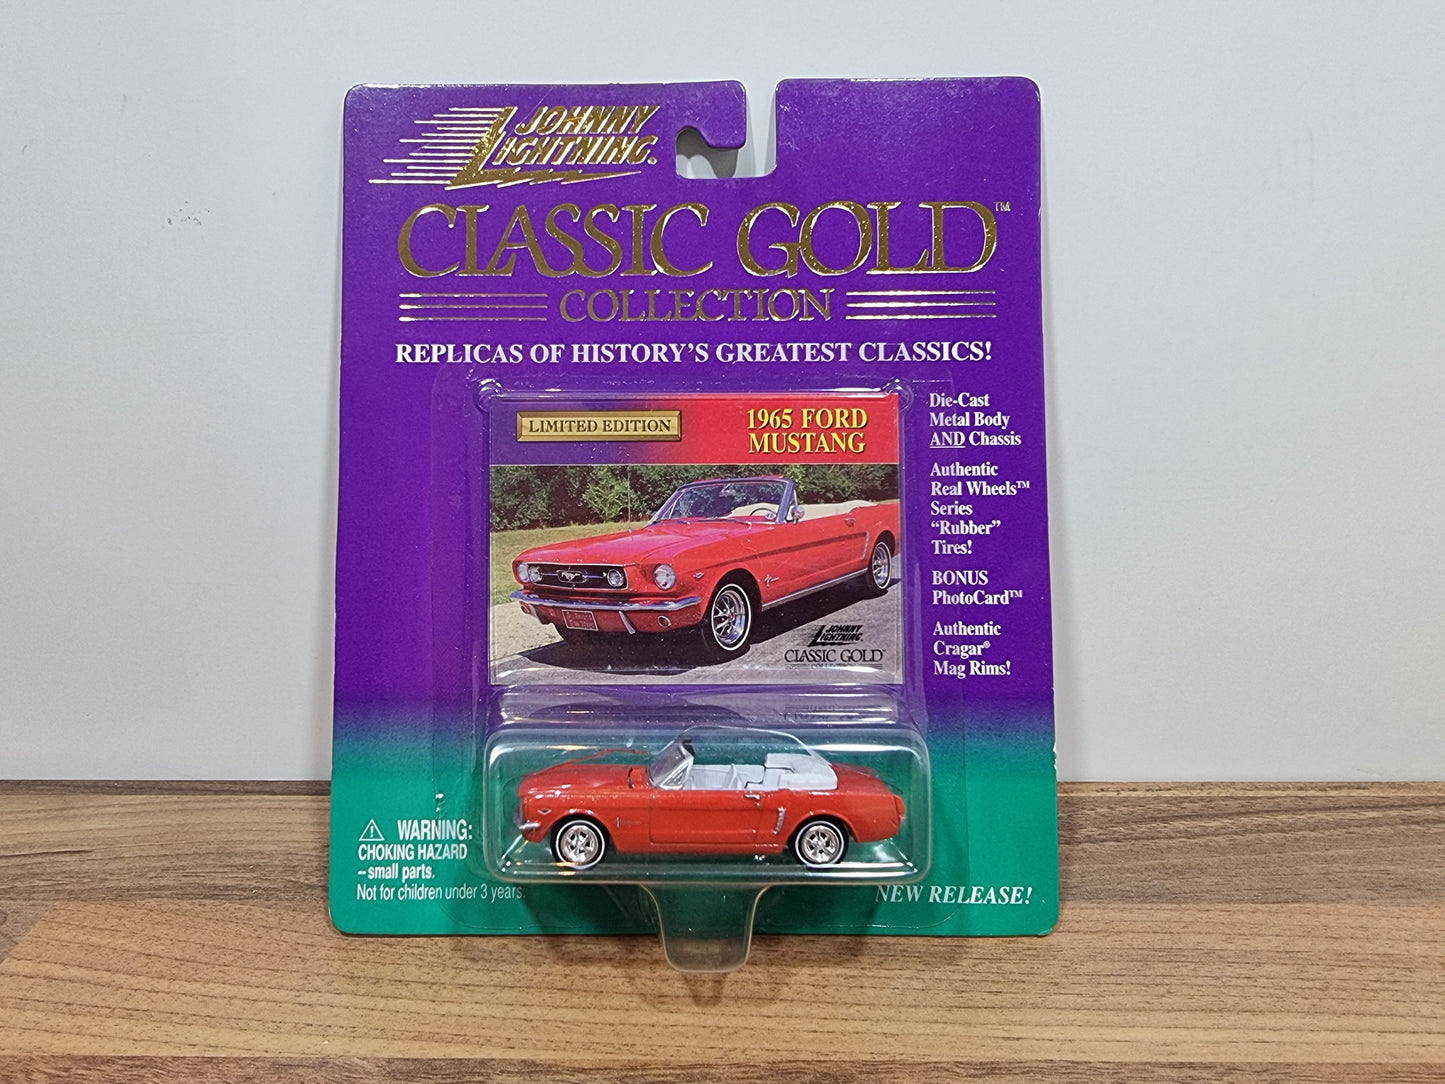 JOHNNY
LIGHTNING®
CLASSIC GOLD™
COLLECTION
REPLICAS OF HISTORY'S GREATEST CLASSICS!
LIMITED EDITION
1965 FORD
MUSTANG
JOHNNY
LIGHTNING.
CLASSIC GOLD™
COLLECTION
Die-Cast
Metal Body
AND Chassis
Authentic
Real Wheels™
Series
"Rubber"
Tires!
BONUS
PhotoCard™
Authentic
Cragar®
Mag Rims!
⚠ WARNING:
CHOKING HAZARD
--small parts.
Not for children under 3 years.
NEW RELEASE!